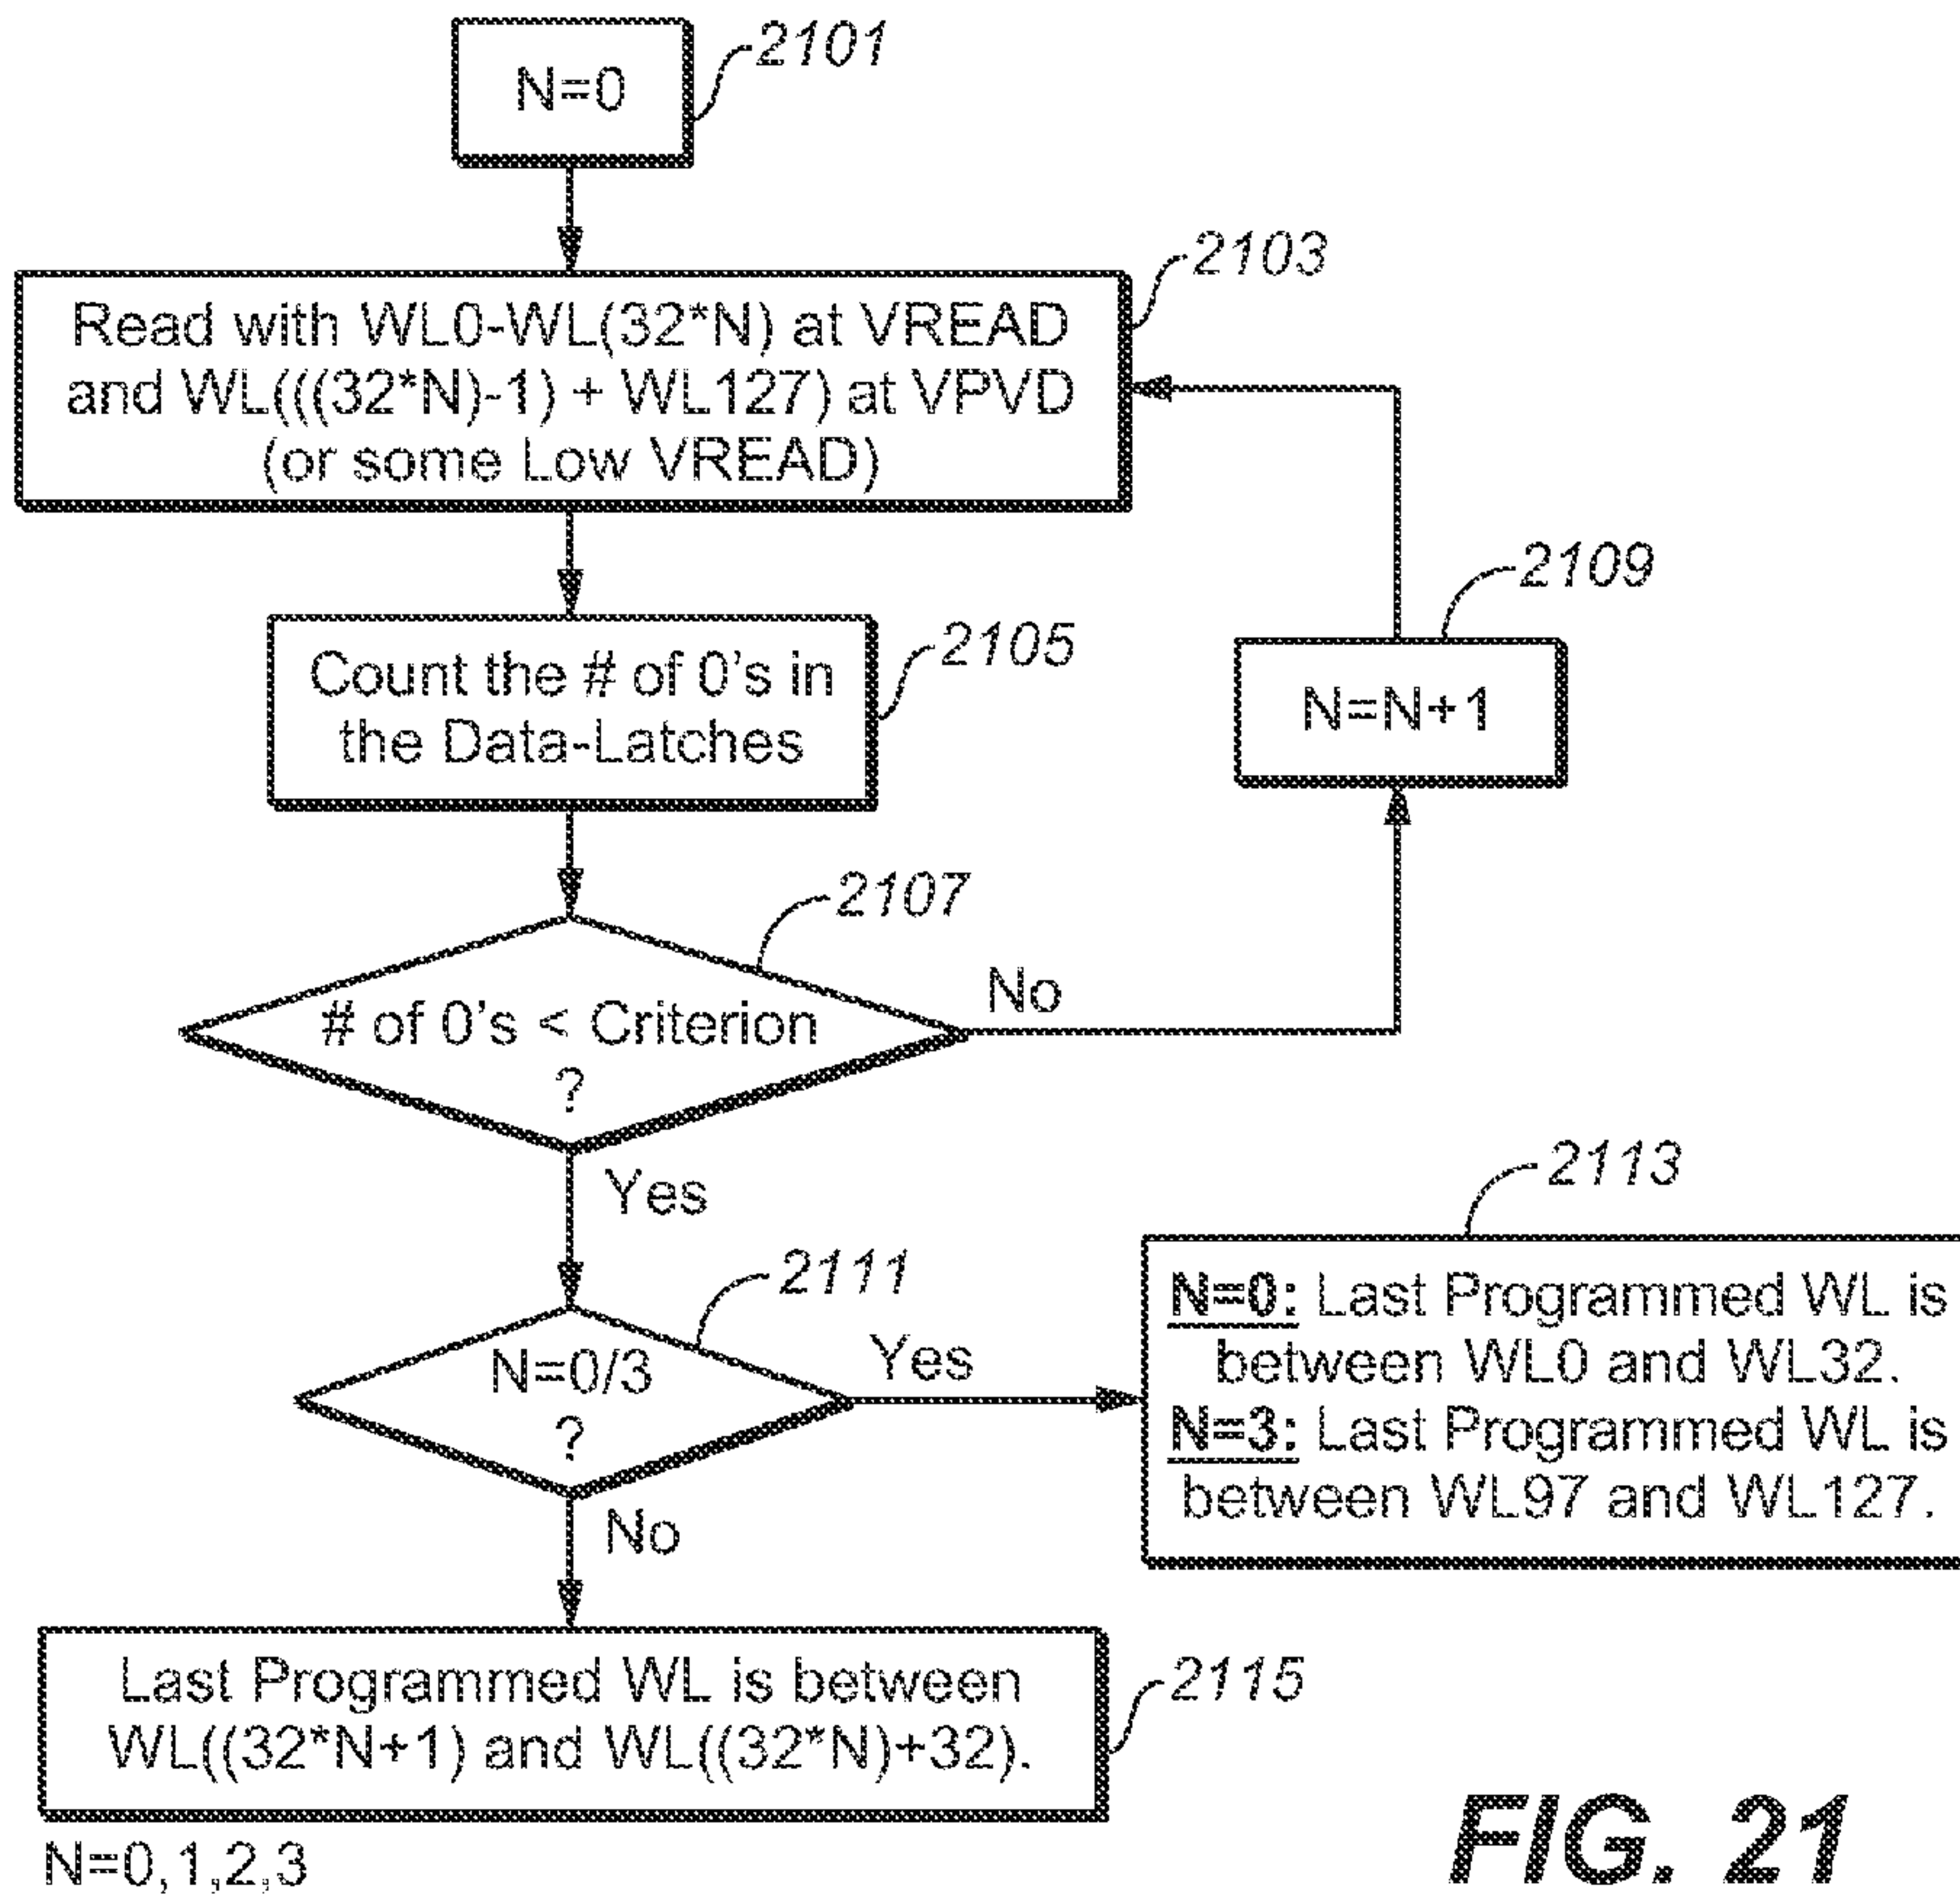 2101
N=0
2103
Read with WL0-WL(32*N) at VREAD
and WL(((32*N)-1) + WL127) at VPVD
(or some Low VREAD)
2109
2105
Count the # of 0's in
the Data-Latches
N=N+1
2107
# of 0's < Criterion
?
No
Yes
2113
2111
N=0/3
?
Yes
N=0: Last Programmed WL is
between WL0 and WL32.
N=3: Last Programmed WL is
between WL97 and WL127.
No
2115
Last Programmed WL is between
WL((32*N+1) and WL((32*N)+32).
N=0,1,2,3
FIG. 21